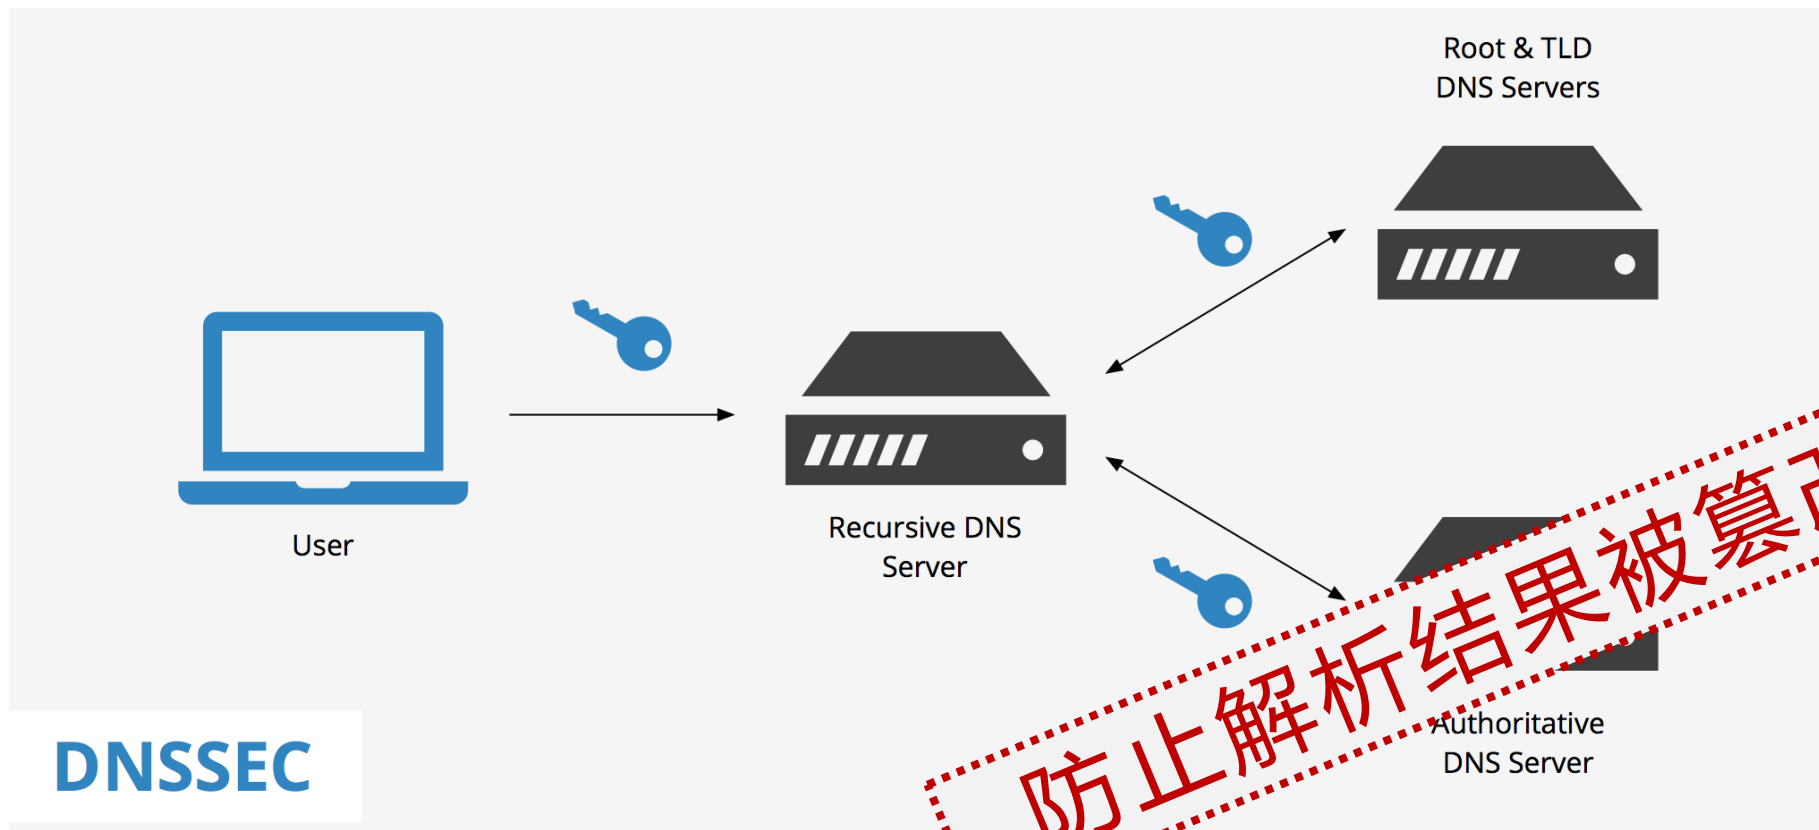 Root & TLD
DNS Servers
User
Recursive DNS
Server
Authoritative
DNS Server
DNSSEC
防止解析结果被篡